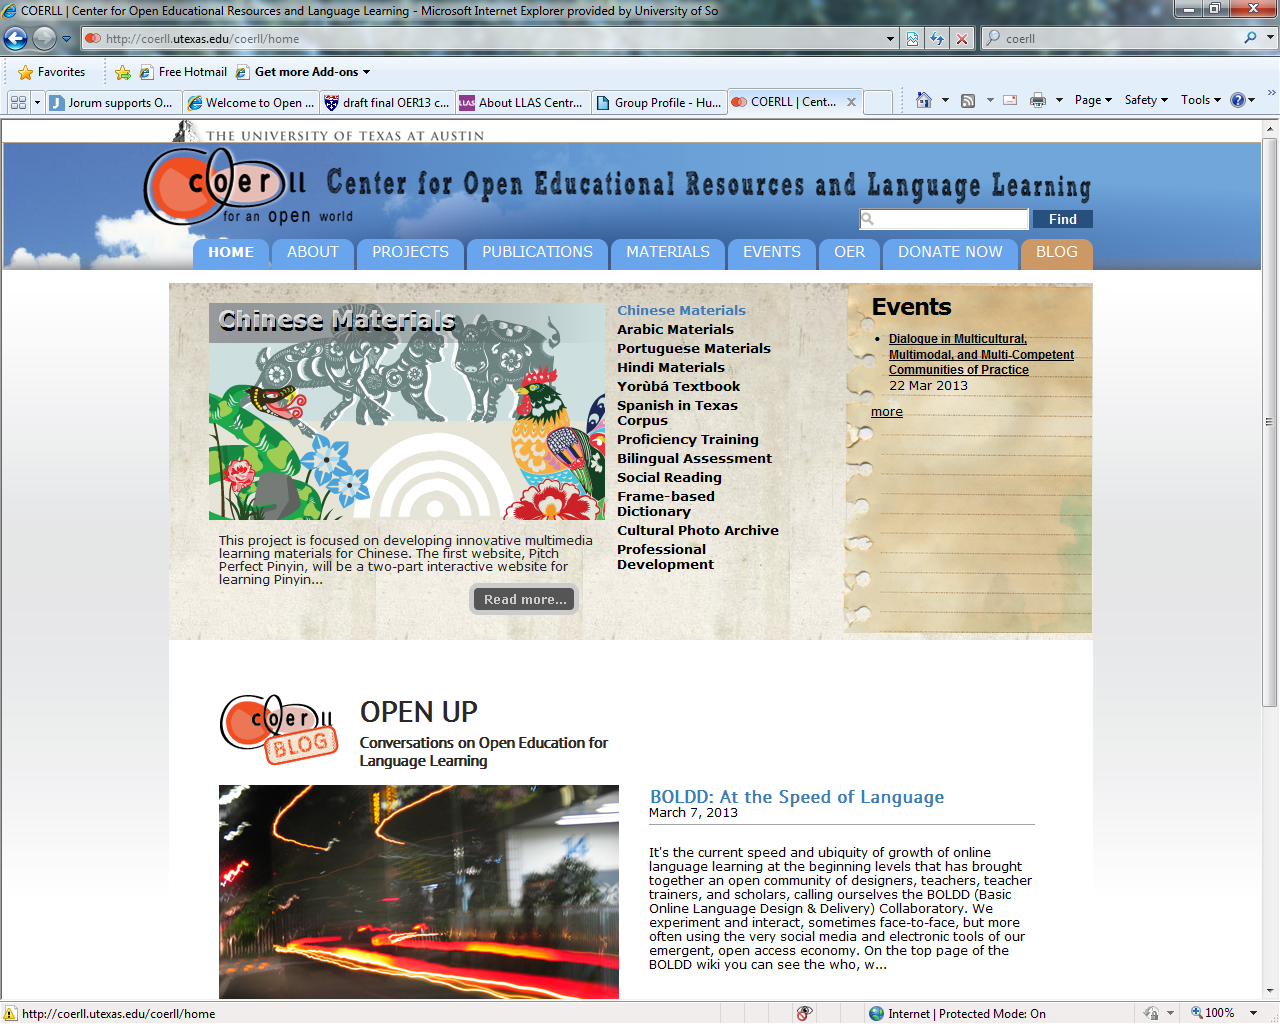 COERLL | Center for Open Educational Resources and Language Learning - Microsoft Internet Explorer provided by University of So
http://coerll.utexas.edu/coerll/home
coerll
Favorites
Free Hotmail
Get more Add-ons
Jorum supports O...
Welcome to Open ...
draft final OER13 c...
About LLAS Centr...
Group Profile - Hu...
COERLL | Cent...
Page
Safety
Tools
THE UNIVERSITY OF TEXAS AT AUSTIN
coerll
for an open world
Center for Open Educational Resources and Language Learning
Find
HOME
ABOUT
PROJECTS
PUBLICATIONS
MATERIALS
EVENTS
OER
DONATE NOW
BLOG
Chinese Materials
This project is focused on developing innovative multimedia
learning materials for Chinese. The first website, Pitch
Perfect Pinyin, will be a two-part interactive website for
learning Pinyin...
Read more...
Chinese Materials
Arabic Materials
Portuguese Materials
Hindi Materials
Yorùbá Textbook
Spanish in Texas
Corpus
Proficiency Training
Bilingual Assessment
Social Reading
Frame-based
Dictionary
Cultural Photo Archive
Professional
Development
Events
Dialogue in Multicultural,
Multimodal, and Multi-Competent
Communities of Practice
22 Mar 2013
more
coerll
BLOG
OPEN UP
Conversations on Open Education for
Language Learning
14
BOLDD: At the Speed of Language
March 7, 2013
It's the current speed and ubiquity of growth of online
language learning at the beginning levels that has brought
together an open community of designers, teachers, teacher
trainers, and scholars, calling ourselves the BOLDD (Basic
Online Language Design & Delivery) Collaboratory. We
experiment and interact, sometimes face-to-face, but more
often using the very social media and electronic tools of our
emergent, open access economy. On the top page of the
BOLDD wiki you can see the who, w...
http://coerll.utexas.edu/coerll/home
Internet | Protected Mode: On
100%